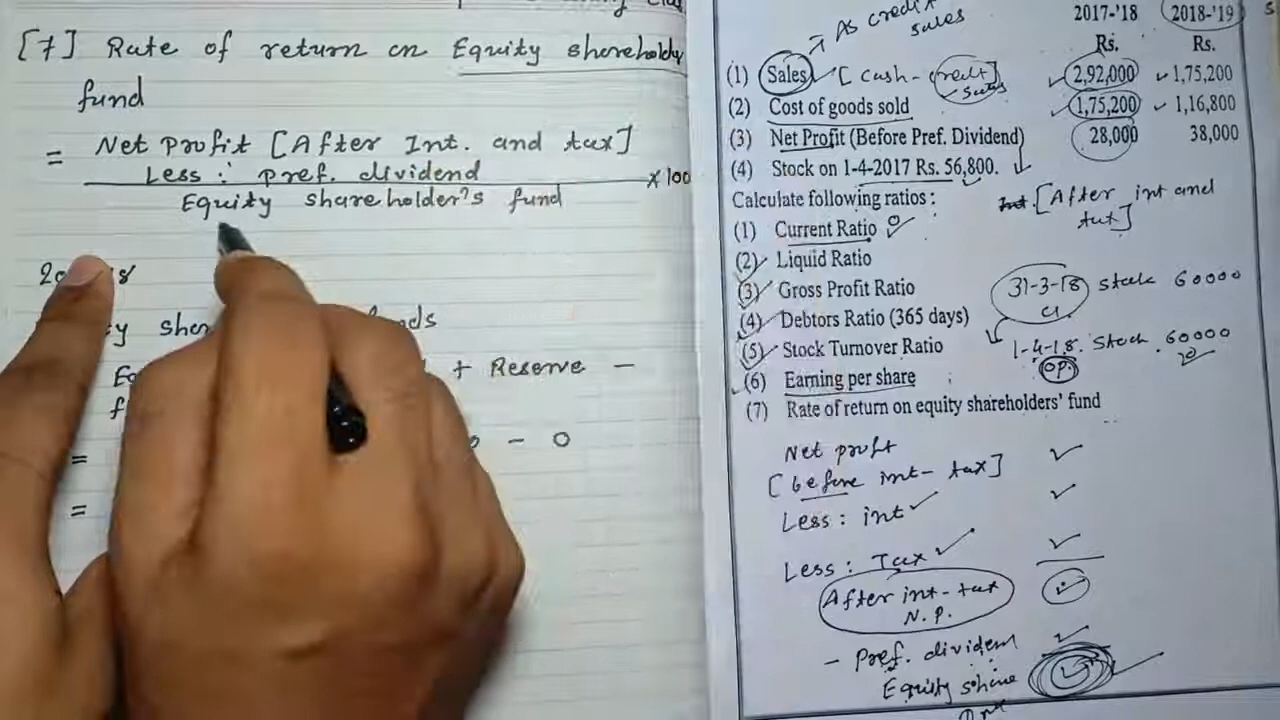 [7] Rate of return on Equity shareholder
fund
= Net Profit [After Int. and tax]
Less : pref. dividend
× 100
Equity shareholder's fund
+ Reserve -
- 0
=
=
→ As credit
sales
2017-'18 2018-'19
Rs. Rs.
(1) Sales [cash - credit] 2,92,000 1,75,200
sales
(2) Cost of goods sold 1,75,200 1,16,800
(3) Net Profit (Before Pref. Dividend) 28,000 38,000
(4) Stock on 1-4-2017 Rs. 56,800.
Calculate following ratios : [After int and
tax]
(1) Current Ratio
(2) Liquid Ratio
(3) Gross Profit Ratio 31-3-18 stock 60000
(4) Debtors Ratio (365 days)
(5) Stock Turnover Ratio 1-4-18. Stock 60000
(6) Earning per share OP.
(7) Rate of return on equity shareholders' fund
Net profit
[before int- tax]
Less : int
Less : Tax
After int-tax
N.P.
- Pref. dividend
Equity share